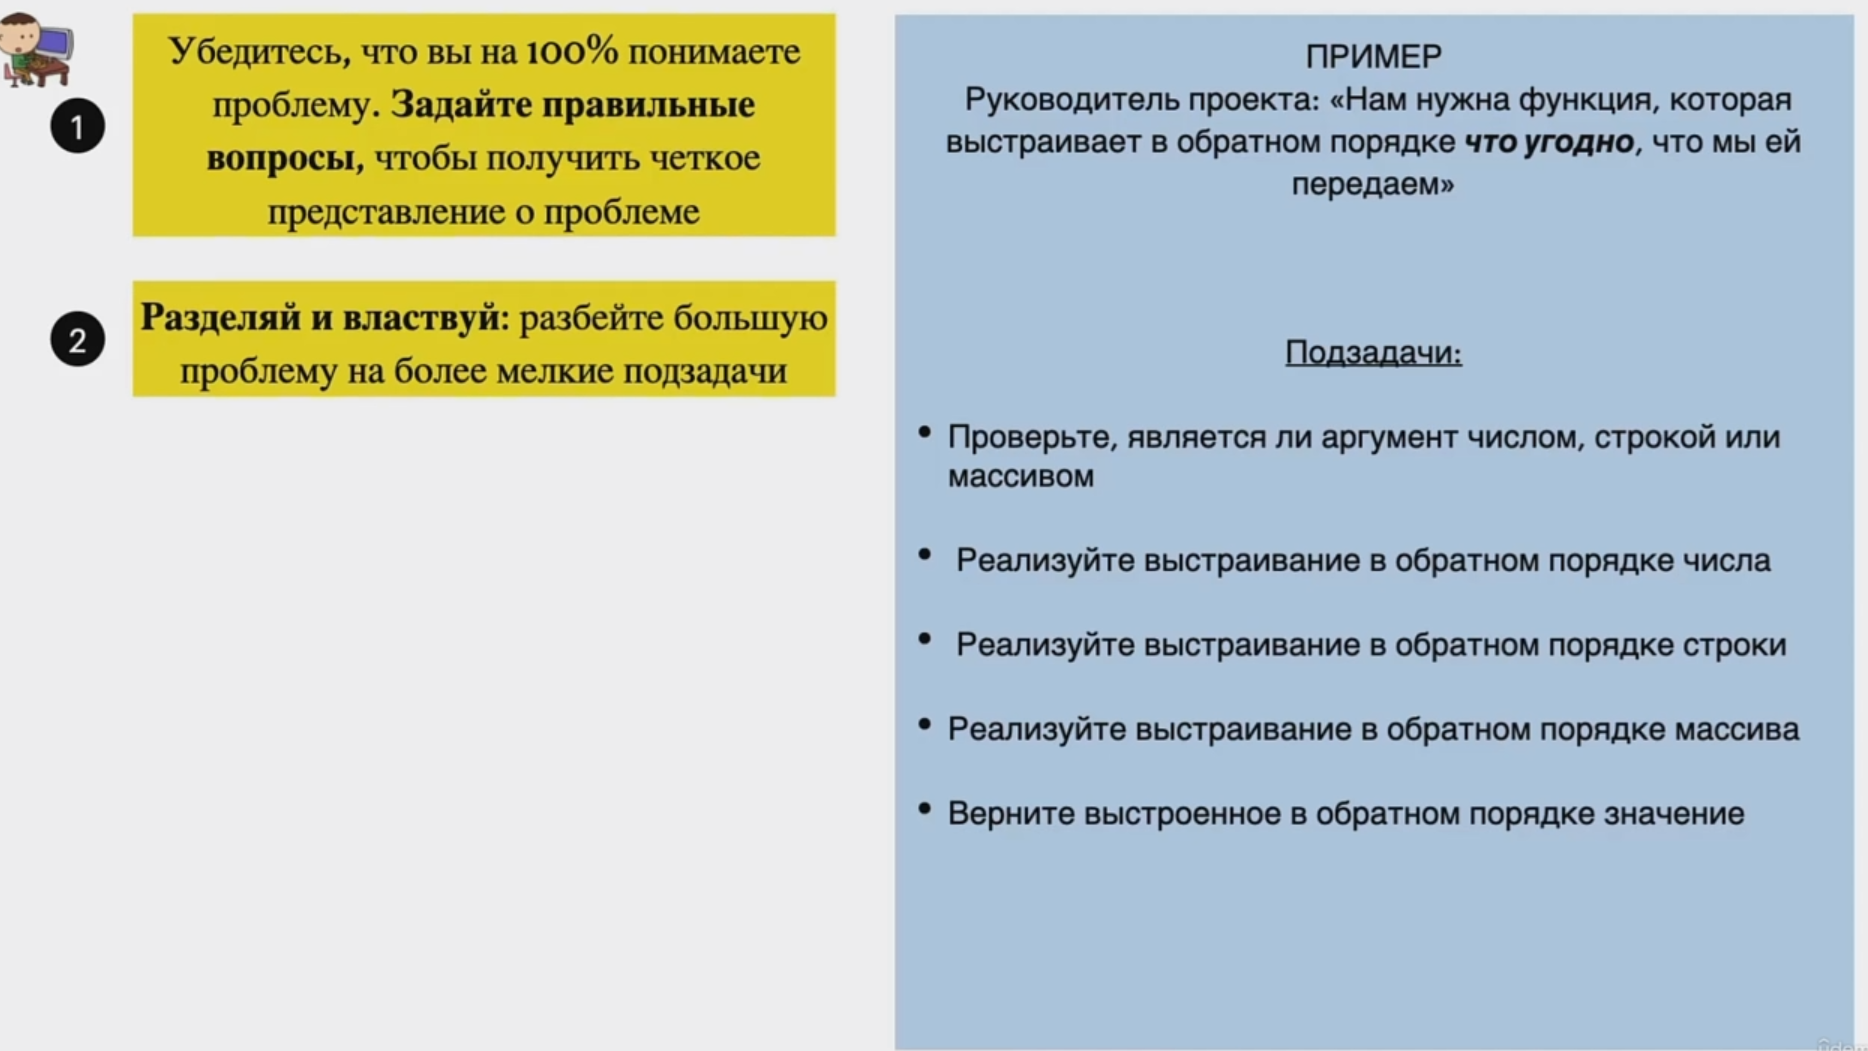 1
Убедитесь, что вы на 100% понимаете
проблему. Задайте правильные
вопросы, чтобы получить четкое
представление о проблеме
2
Разделяй и властвуй: разбейте большую
проблему на более мелкие подзадачи
ПРИМЕР
Руководитель проекта: «Нам нужна функция, которая
выстраивает в обратном порядке что угодно, что мы ей
передаем»
Подзадачи:
• Проверьте, является ли аргумент числом, строкой или
массивом
• Реализуйте выстраивание в обратном порядке числа
• Реализуйте выстраивание в обратном порядке строки
• Реализуйте выстраивание в обратном порядке массива
• Верните выстроенное в обратном порядке значение